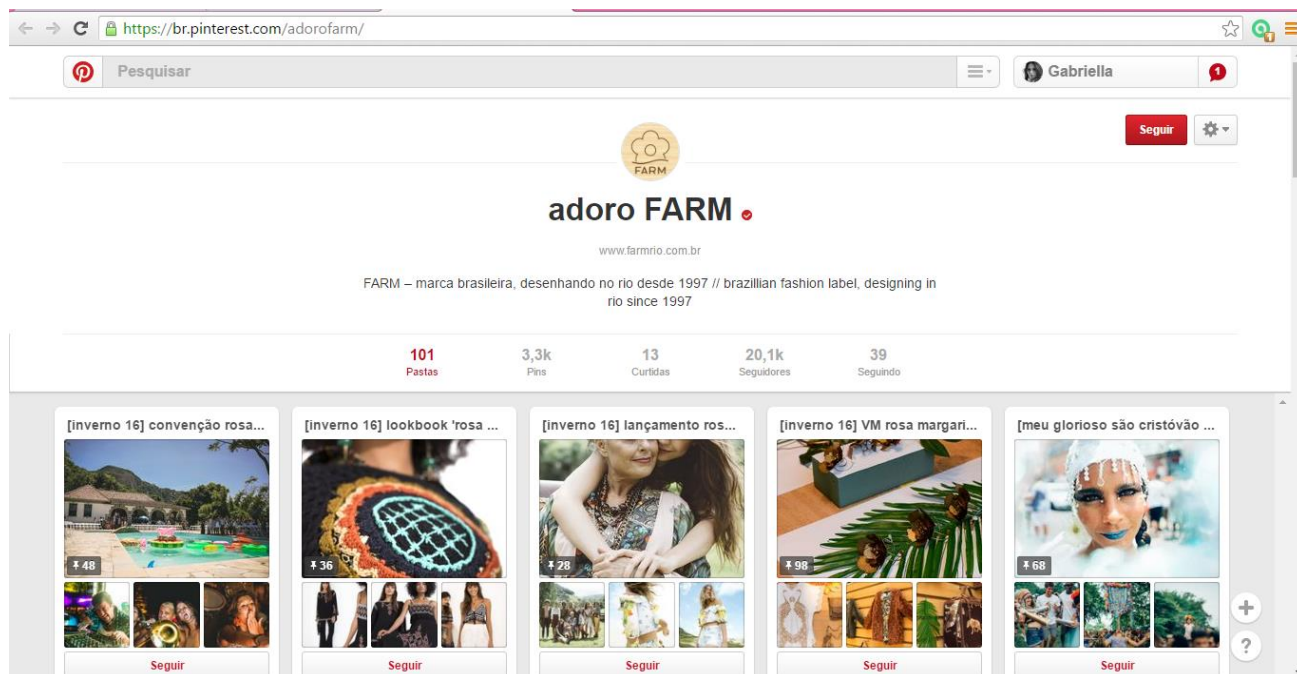 https://br.pinterest.com/adorofarm/
Pesquisar
Gabriella
1
Seguir
FARM
adoro FARM
www.farmrio.com.br
FARM – marca brasileira, desenhando no rio desde 1997 // brazillian fashion label, designing in
rio since 1997
101 3,3k 13 20,1k 39
Pastas Pins Curtidas Seguidores Seguindo
[inverno 16] convenção rosa... [inverno 16] lookbook 'rosa ... [inverno 16] lançamento ros... [inverno 16] VM rosa margari... [meu glorioso são cristóvão ...
48 36 28 98 68
+
?
Seguir Seguir Seguir Seguir Seguir